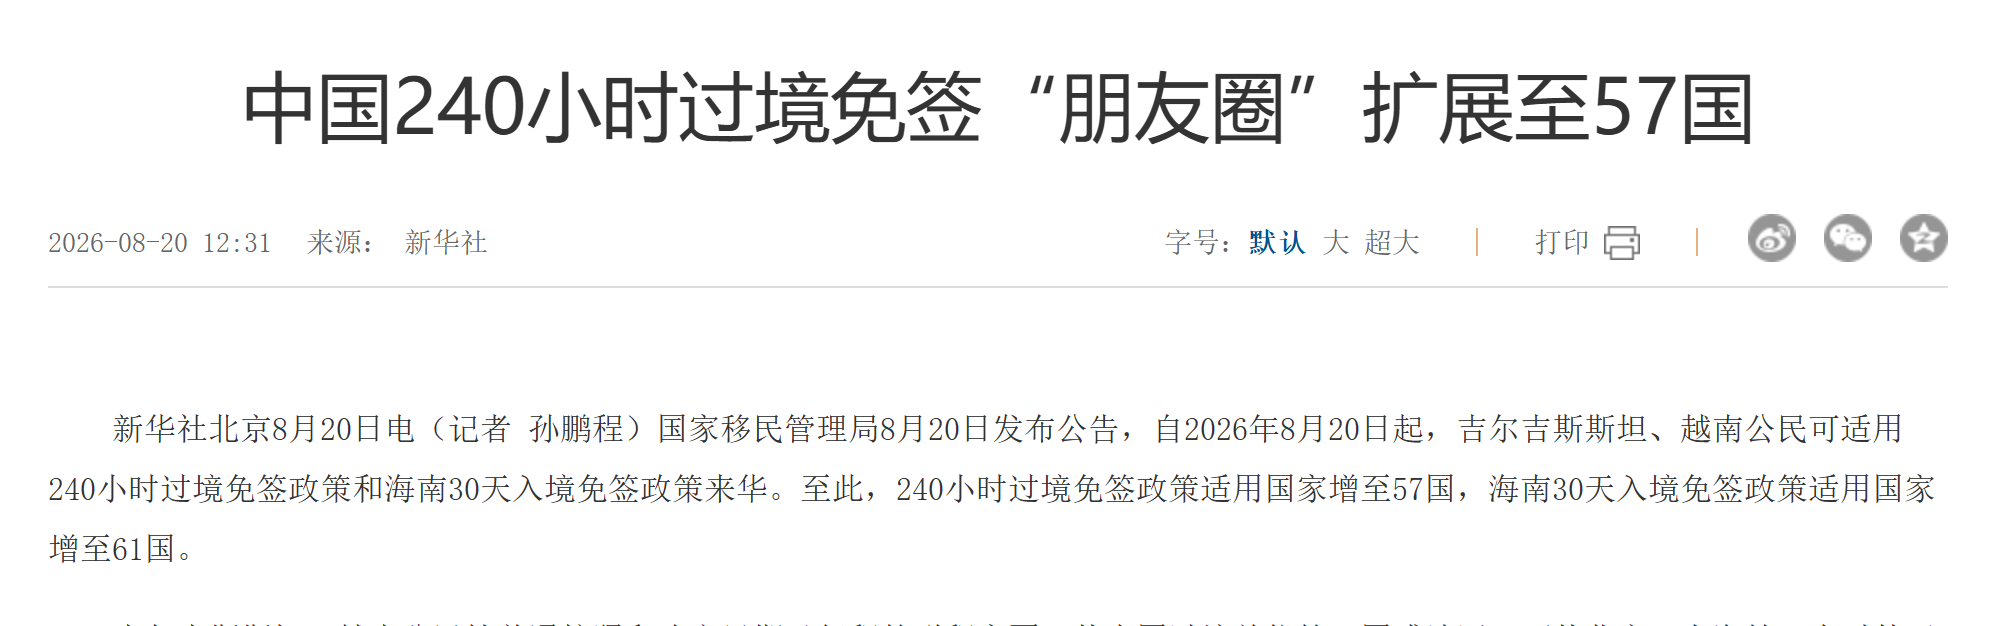 中国240小时过境免签“朋友圈”扩展至57国
2026-08-20 12:31 来源： 新华社 字号：默认 大 超大 | 打印 |
新华社北京8月20日电（记者 孙鹏程）国家移民管理局8月20日发布公告，自2026年8月20日起，吉尔吉斯斯坦、越南公民可适用
240小时过境免签政策和海南30天入境免签政策来华。至此，240小时过境免签政策适用国家增至57国，海南30天入境免签政策适用国家
增至61国。